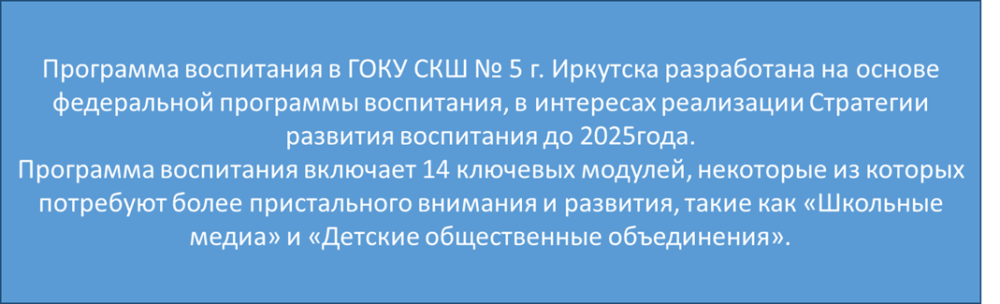 Программа воспитания в ГОКУ СКШ № 5 г. Иркутска разработана на основе
федеральной программы воспитания, в интересах реализации Стратегии
развития воспитания до 2025года.
Программа воспитания включает 14 ключевых модулей, некоторые из которых
потребуют более пристального внимания и развития, такие как «Школьные
медиа» и «Детские общественные объединения».